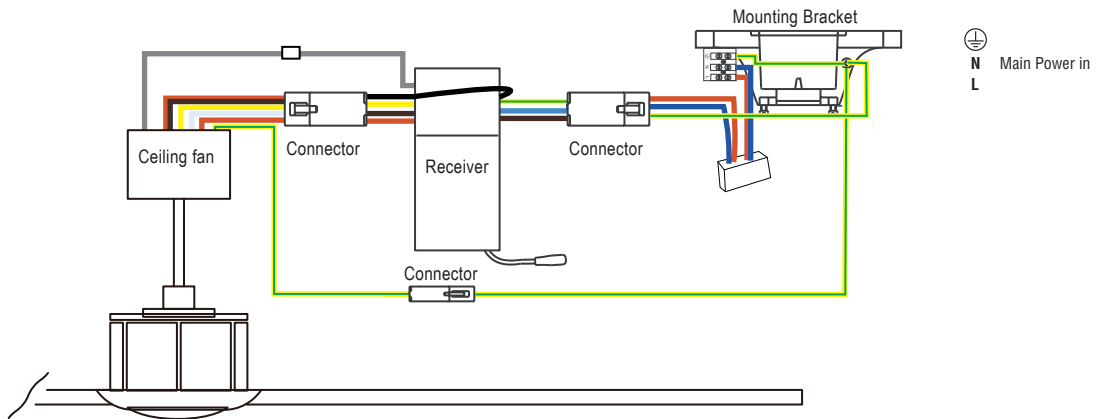 Mounting Bracket
N Main Power in
L
Ceiling fan
Connector
Receiver
Connector
Connector